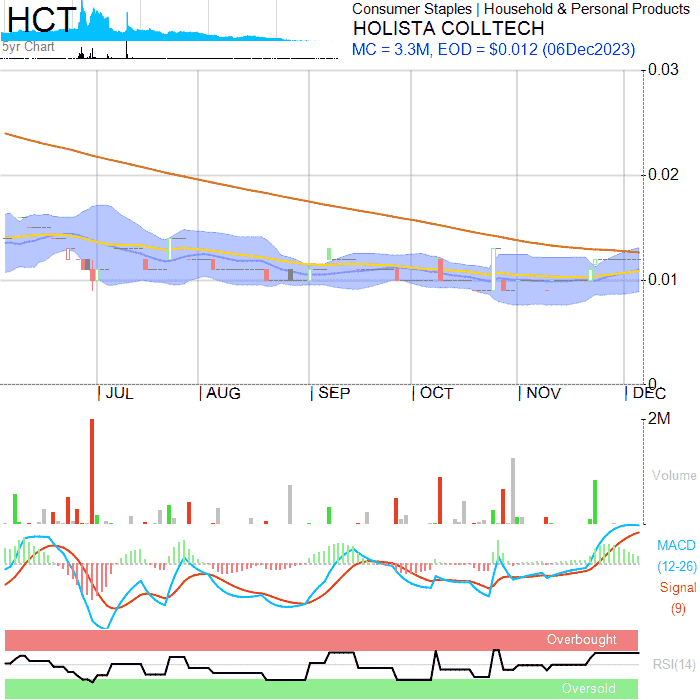 HCT
5yr Chart
Consumer Staples | Household & Personal Products
HOLISTA COLLTECH
MC = 3.3M, EOD = $0.012 (06Dec2023)
0.03
0.02
0.01
0
JUL AUG SEP OCT NOV DEC
2M
Volume
MACD
(12-26)
Signal
(9)
Overbought
RSI(14)
Oversold